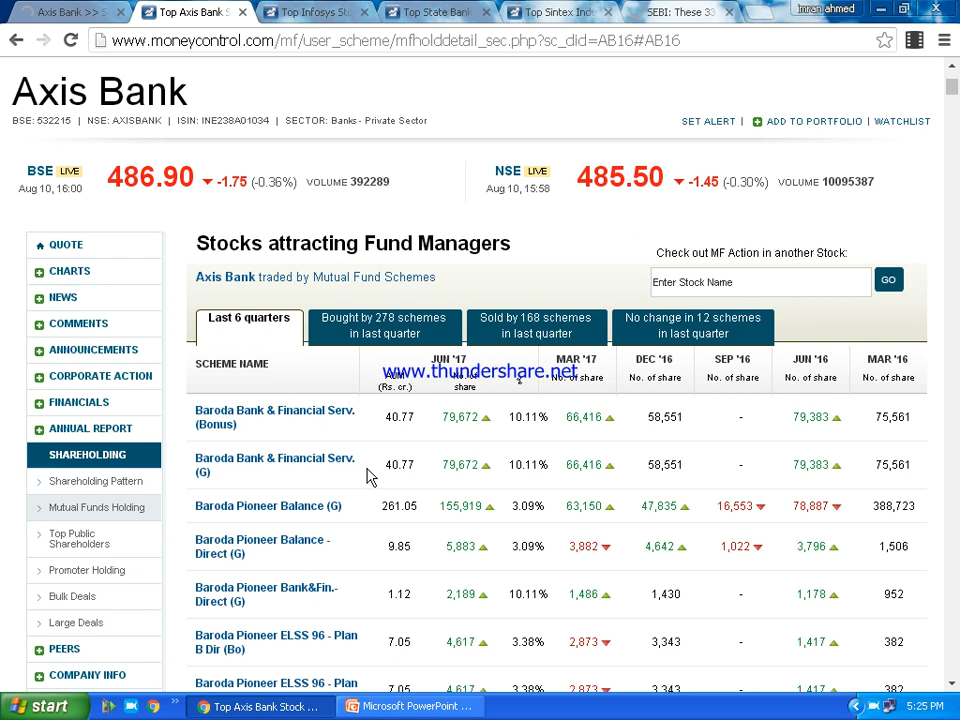 Axis Bank >> S
Top Axis Bank S
Top Infosys Sto
Top State Bank
Top Sintex Indu
SEBI: These 33
imran ahmed
www.moneycontrol.com/mf/user_scheme/mfholddetail_sec.php?sc_did=AB16#AB16
Axis Bank
BSE: 532215 | NSE: AXISBANK | ISIN: INE238A01034 | SECTOR: Banks - Private Sector
SET ALERT | ADD TO PORTFOLIO | WATCHLIST
BSE LIVE 486.90 -1.75 (-0.36%) VOLUME 392289
Aug 10, 16:00
NSE LIVE 485.50 -1.45 (-0.30%) VOLUME 10095387
Aug 10, 15:58
QUOTE
CHARTS
NEWS
COMMENTS
ANNOUNCEMENTS
CORPORATE ACTION
FINANCIALS
ANNUAL REPORT
SHAREHOLDING
Shareholding Pattern
Mutual Funds Holding
Top Public
Shareholders
Promoter Holding
Bulk Deals
Large Deals
PEERS
COMPANY INFO
Stocks attracting Fund Managers
Check out MF Action in another Stock:
Axis Bank traded by Mutual Fund Schemes
Enter Stock Name
GO
Last 6 quarters
Bought by 278 schemes
in last quarter
Sold by 168 schemes
in last quarter
No change in 12 schemes
in last quarter
SCHEME NAME
JUN '17 MAR '17 DEC '16 SEP '16 JUN '16 MAR '16
www.thundershare.net
(Rs. cr.) No. of share % No. of share No. of share No. of share No. of share No. of share
Baroda Bank & Financial Serv.
(Bonus) 40.77 79,672 10.11% 66,416 58,551 - 79,383 75,561
Baroda Bank & Financial Serv.
(G) 40.77 79,672 10.11% 66,416 58,551 - 79,383 75,561
Baroda Pioneer Balance (G) 261.05 155,919 3.09% 63,150 47,835 16,553 78,887 388,723
Baroda Pioneer Balance -
Direct (G) 9.85 5,883 3.09% 3,882 4,642 1,022 3,796 1,506
Baroda Pioneer Bank&Fin.-
Direct (G) 1.12 2,189 10.11% 1,486 1,430 - 1,178 952
Baroda Pioneer ELSS 96 - Plan
B Dir (Bo) 7.05 4,617 3.38% 2,873 3,343 - 1,417 382
Baroda Pioneer ELSS 96 - Plan
7.05 4,617 3.38% 2,873 3,343 - 1,417 382
start
Top Axis Bank Stock ...
Microsoft PowerPoint ...
5:25 PM